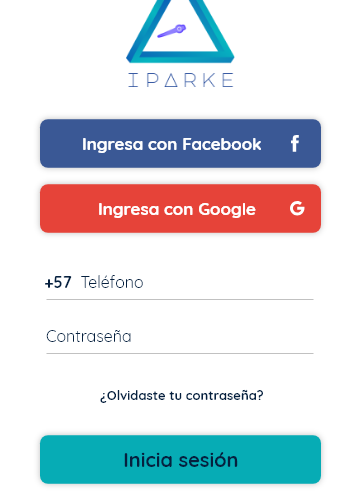 IPARKE
Ingresa con Facebook f
Ingresa con Google G
+57 Teléfono
Contraseña
¿Olvidaste tu contraseña?
Inicia sesión